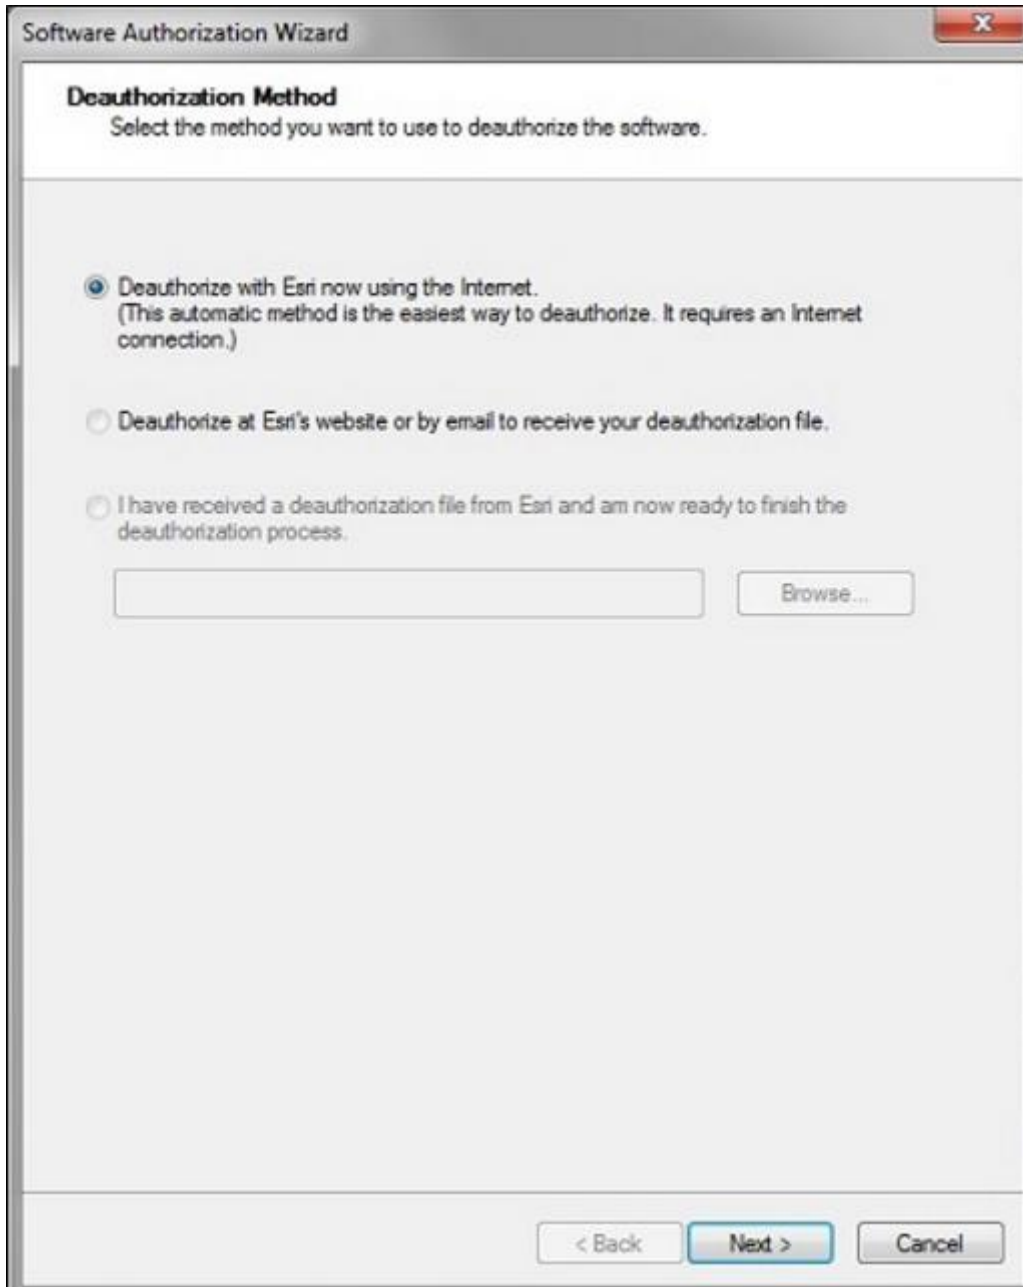 Software Authorization Wizard
Deauthorization Method
Select the method you want to use to deauthorize the software.
Deauthorize with Esri now using the Internet.
(This automatic method is the easiest way to deauthorize. It requires an Internet
connection.)
Deauthorize at Esri's website or by email to receive your deauthorization file.
I have received a deauthorization file from Esri and am now ready to finish the
deauthorization process.
Browse...
< Back Next > Cancel